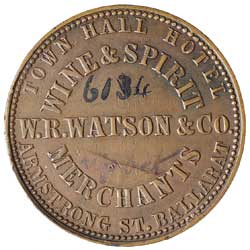 TOWN HALL HOTEL
WINE & SPIRIT
6134
W.R.WATSON & CO
MERCHANTS
ARMSTRONG ST. BALLARAT